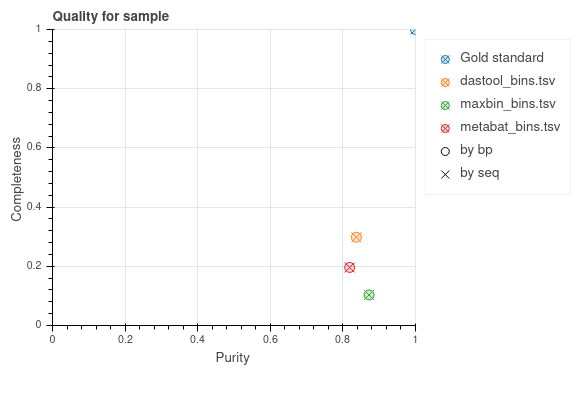 Quality for sample
1
0.8
0.6
0.4
0.2
0
Completeness
0
0.2
0.4
0.6
0.8
1
Purity
Gold standard
dastool_bins.tsv
maxbin_bins.tsv
metabat_bins.tsv
by bp
by seq